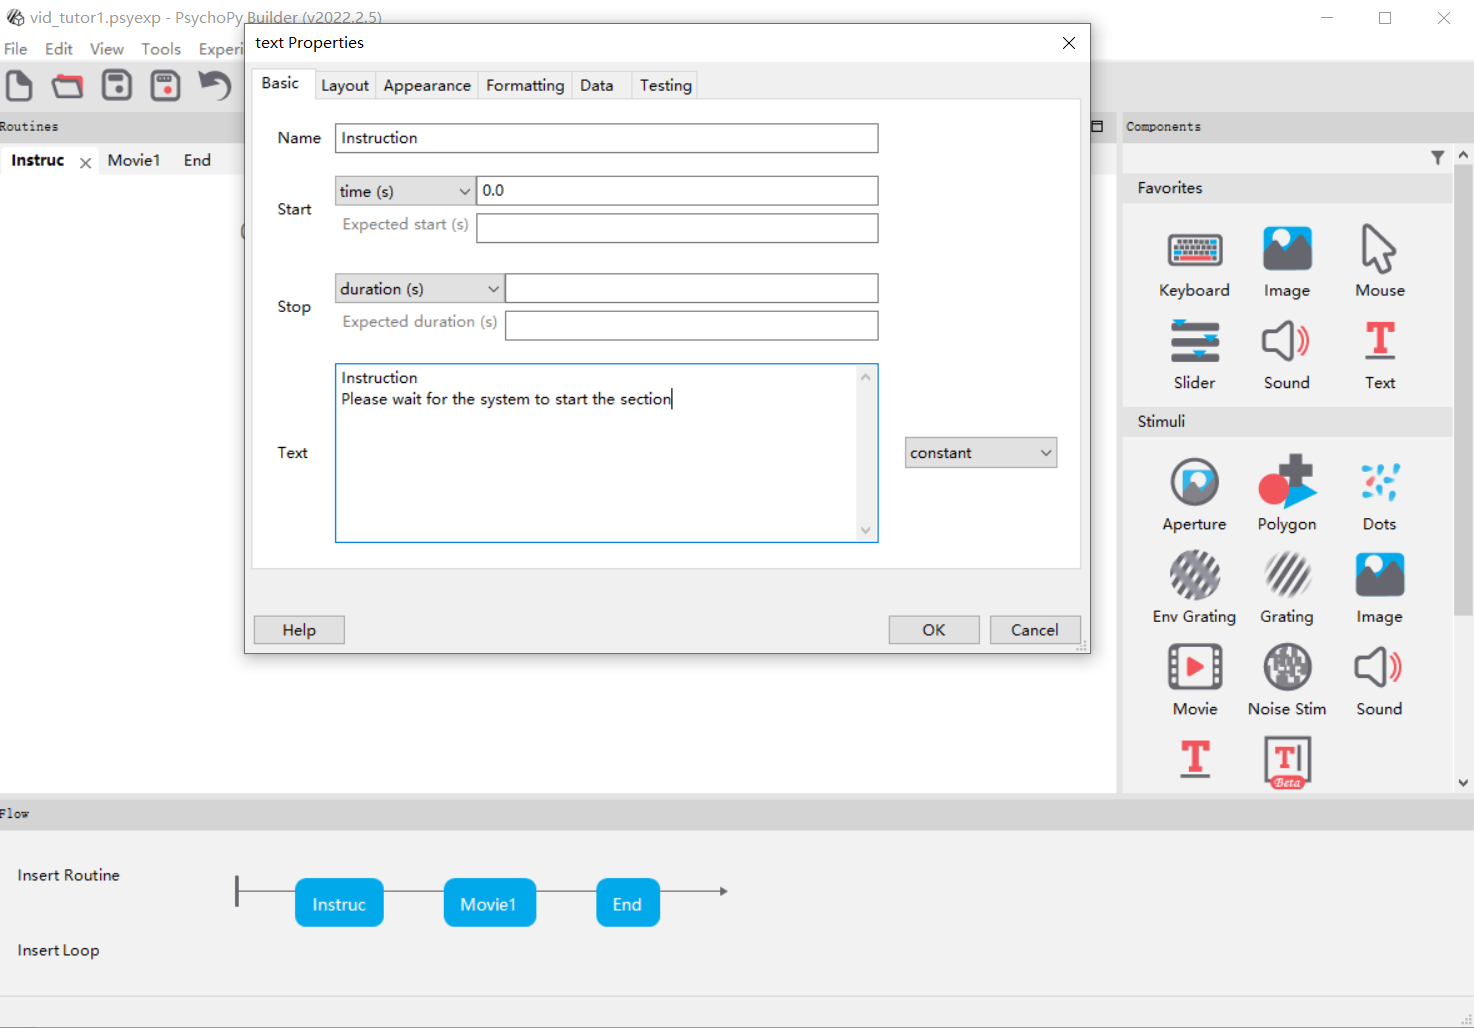 vid_tutor1.psyexp - PsychoPy Builder (v2022.2.5)
File Edit View Tools Experi
text Properties
Basic Layout Appearance Formatting Data Testing
Routines
Instruc Movie1 End
Name Instruction
Start time (s) 0.0
Expected start (s)
Stop duration (s)
Expected duration (s)
Text
Instruction
Please wait for the system to start the section
constant
Help OK Cancel
Components
Favorites
Keyboard Image Mouse
Slider Sound Text
Stimuli
Aperture Polygon Dots
Env Grating Grating Image
Movie Noise Stim Sound
Beta
Flow
Insert Routine
Instruc Movie1 End
Insert Loop